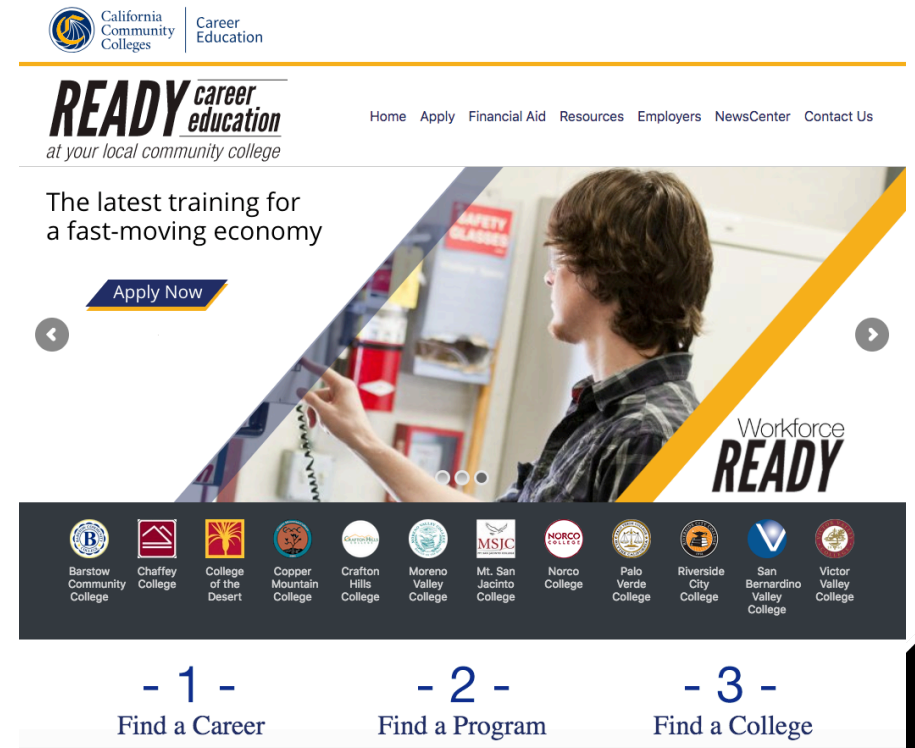 California
Community
Colleges
Career
Education
READY career
education
at your local community college
Home Apply Financial Aid Resources Employers NewsCenter Contact Us
The latest training for
a fast-moving economy
Apply Now
SAFETY
GLASSES
Workforce
READY
MSJC
NORCO
COLLEGE
Barstow
Community
College
Chaffey
College
College
of the
Desert
Copper
Mountain
College
Crafton
Hills
College
Moreno
Valley
College
Mt. San
Jacinto
College
Norco
College
Palo
Verde
College
Riverside
City
College
San
Bernardino
Valley
College
Victor
Valley
College
- 1 -
Find a Career
- 2 -
Find a Program
- 3 -
Find a College